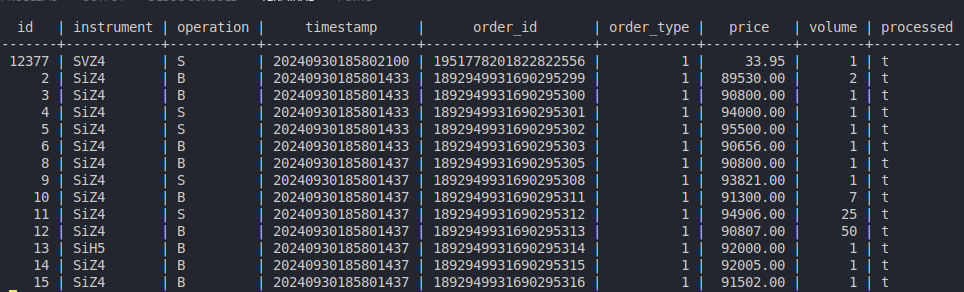 id | instrument | operation | timestamp | order_id | order_type | price | volume | processed
-------+------------+-----------+-------------------+---------------------+------------+----------+--------+-----------
12377 | SVZ4 | S | 20240930185802100 | 1951778201822822556 | 1 | 33.95 | 1 | t
2 | SiZ4 | B | 20240930185801433 | 1892949931690295299 | 1 | 89530.00 | 2 | t
3 | SiZ4 | B | 20240930185801433 | 1892949931690295300 | 1 | 90800.00 | 1 | t
4 | SiZ4 | S | 20240930185801433 | 1892949931690295301 | 1 | 94000.00 | 1 | t
5 | SiZ4 | S | 20240930185801433 | 1892949931690295302 | 1 | 95500.00 | 1 | t
6 | SiZ4 | B | 20240930185801433 | 1892949931690295303 | 1 | 90656.00 | 1 | t
8 | SiZ4 | B | 20240930185801437 | 1892949931690295305 | 1 | 90800.00 | 1 | t
9 | SiZ4 | S | 20240930185801437 | 1892949931690295308 | 1 | 93821.00 | 1 | t
10 | SiZ4 | B | 20240930185801437 | 1892949931690295311 | 1 | 91300.00 | 7 | t
11 | SiZ4 | S | 20240930185801437 | 1892949931690295312 | 1 | 94906.00 | 25 | t
12 | SiZ4 | B | 20240930185801437 | 1892949931690295313 | 1 | 90807.00 | 50 | t
13 | SiH5 | B | 20240930185801437 | 1892949931690295314 | 1 | 92000.00 | 1 | t
14 | SiZ4 | B | 20240930185801437 | 1892949931690295315 | 1 | 92005.00 | 1 | t
15 | SiZ4 | B | 20240930185801437 | 1892949931690295316 | 1 | 91502.00 | 1 | t